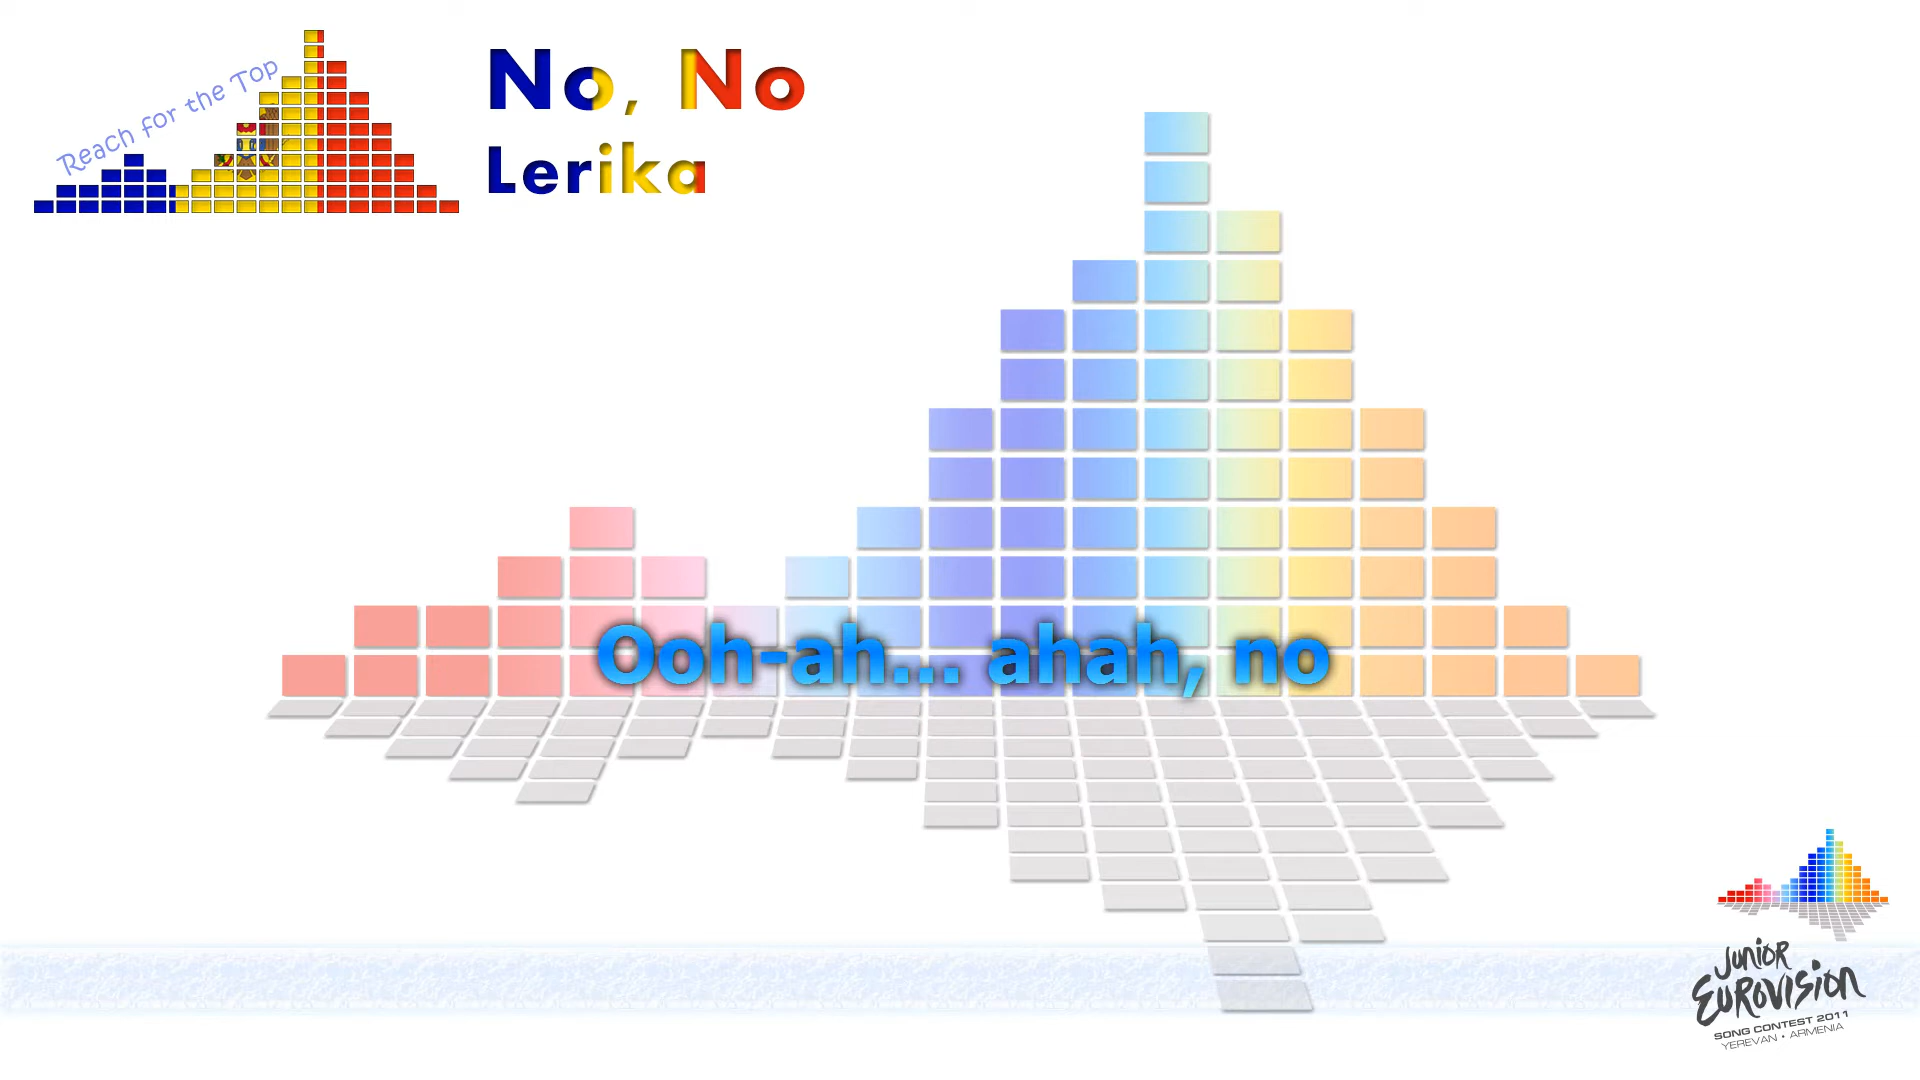 Reach for the Top
No, No
Lerika
Ooh-ah... ahah, no
JUNIOR
EUROVISION
SONG CONTEST 2011
YEREVAN • ARMENIA